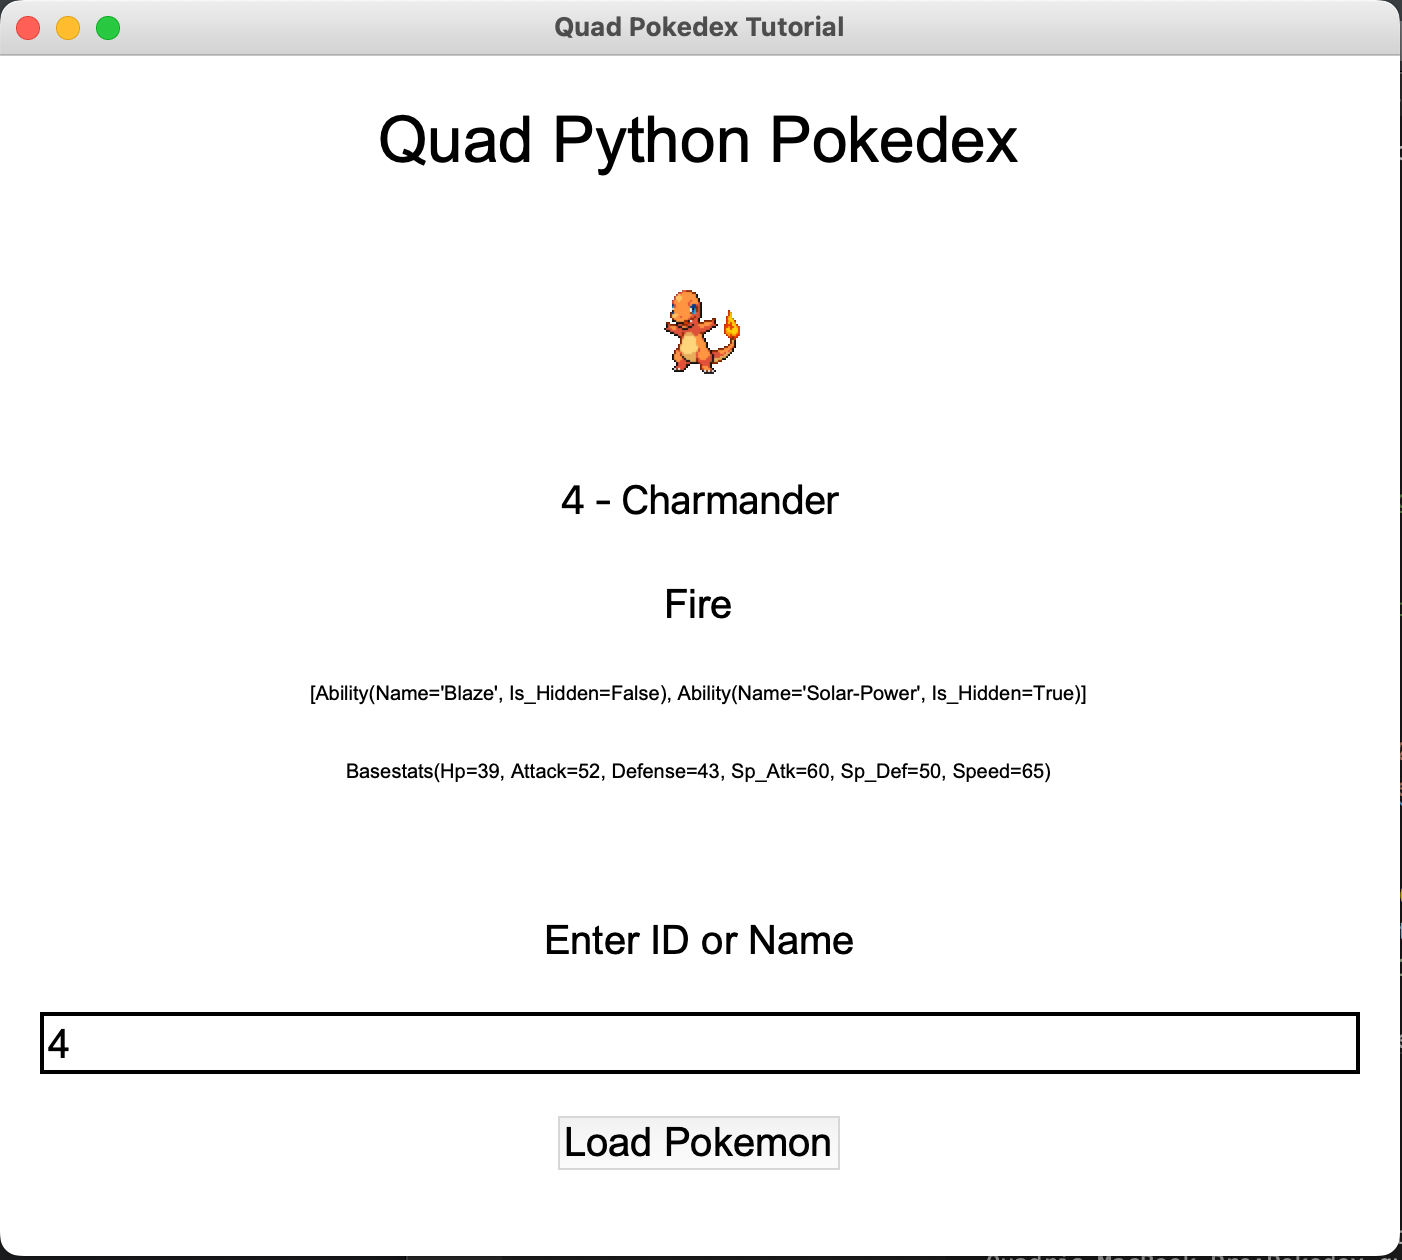 Quad Pokedex Tutorial
Quad Python Pokedex
4 - Charmander
Fire
[Ability(Name='Blaze', Is_Hidden=False), Ability(Name='Solar-Power', Is_Hidden=True)]
Basestats(Hp=39, Attack=52, Defense=43, Sp_Atk=60, Sp_Def=50, Speed=65)
Enter ID or Name
4
Load Pokemon